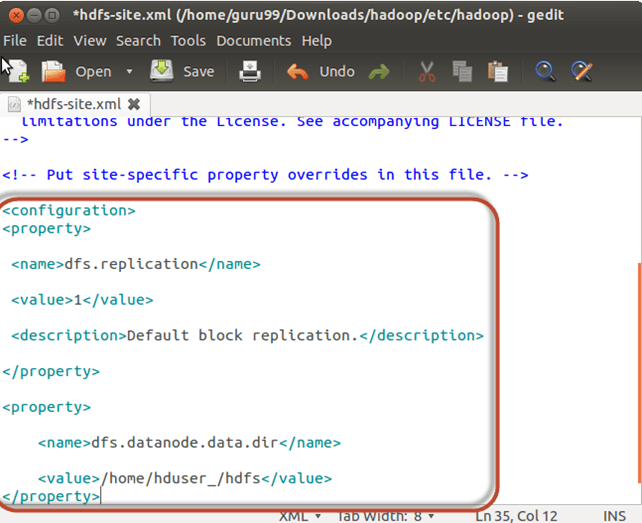 *hdfs-site.xml (/home/guru99/Downloads/hadoop/etc/hadoop) - gedit
File Edit View Search Tools Documents Help
Open Save Undo
*hdfs-site.xml
limitations under the License. See accompanying LICENSE file.
-->
<!-- Put site-specific property overrides in this file. -->
<configuration>
<property>
<name>dfs.replication</name>
<value>1</value>
<description>Default block replication.</description>
</property>
<property>
<name>dfs.datanode.data.dir</name>
<value>/home/hduser_/hdfs</value>
</property>
XML Tab Width: 8 Ln 35, Col 12 INS